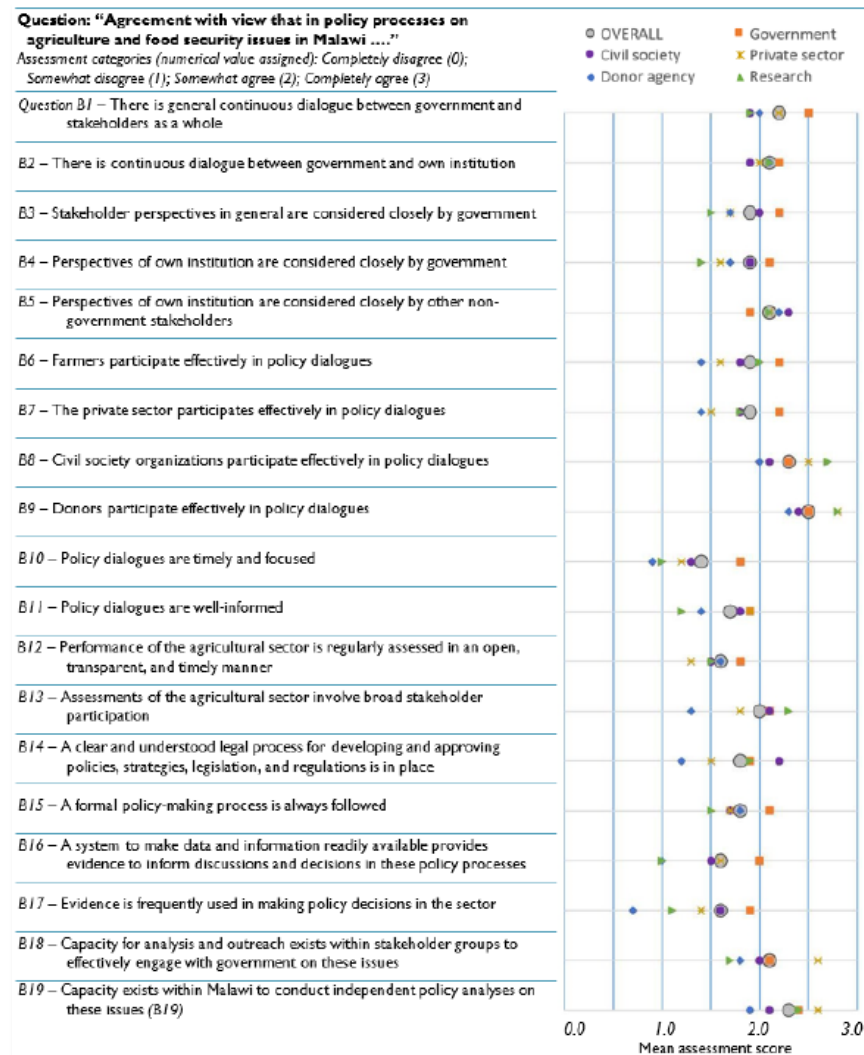 Question: “Agreement with view that in policy processes on
agriculture and food security issues in Malawi ….”
Assessment categories (numerical value assigned): Completely disagree (0);
Somewhat disagree (1); Somewhat agree (2); Completely agree (3)
OVERALL
Government
Civil society
Private sector
Donor agency
Research
Question B1 – There is general continuous dialogue between government and
stakeholders as a whole
B2 – There is continuous dialogue between government and own institution
B3 – Stakeholder perspectives in general are considered closely by government
B4 – Perspectives of own institution are considered closely by government
B5 – Perspectives of own institution are considered closely by other non-
government stakeholders
B6 – Farmers participate effectively in policy dialogues
B7 – The private sector participates effectively in policy dialogues
B8 – Civil society organizations participate effectively in policy dialogues
B9 – Donors participate effectively in policy dialogues
B10 – Policy dialogues are timely and focused
B11 – Policy dialogues are well-informed
B12 – Performance of the agricultural sector is regularly assessed in an open,
transparent, and timely manner
B13 – Assessments of the agricultural sector involve broad stakeholder
participation
B14 – A clear and understood legal process for developing and approving
policies, strategies, legislation, and regulations is in place
B15 – A formal policy-making process is always followed
B16 – A system to make data and information readily available provides
evidence to inform discussions and decisions in these policy processes
B17 – Evidence is frequently used in making policy decisions in the sector
B18 – Capacity for analysis and outreach exists within stakeholder groups to
effectively engage with government on these issues
B19 – Capacity exists within Malawi to conduct independent policy analyses on
these issues (B19)
0.0 1.0 2.0 3.0
Mean assessment score